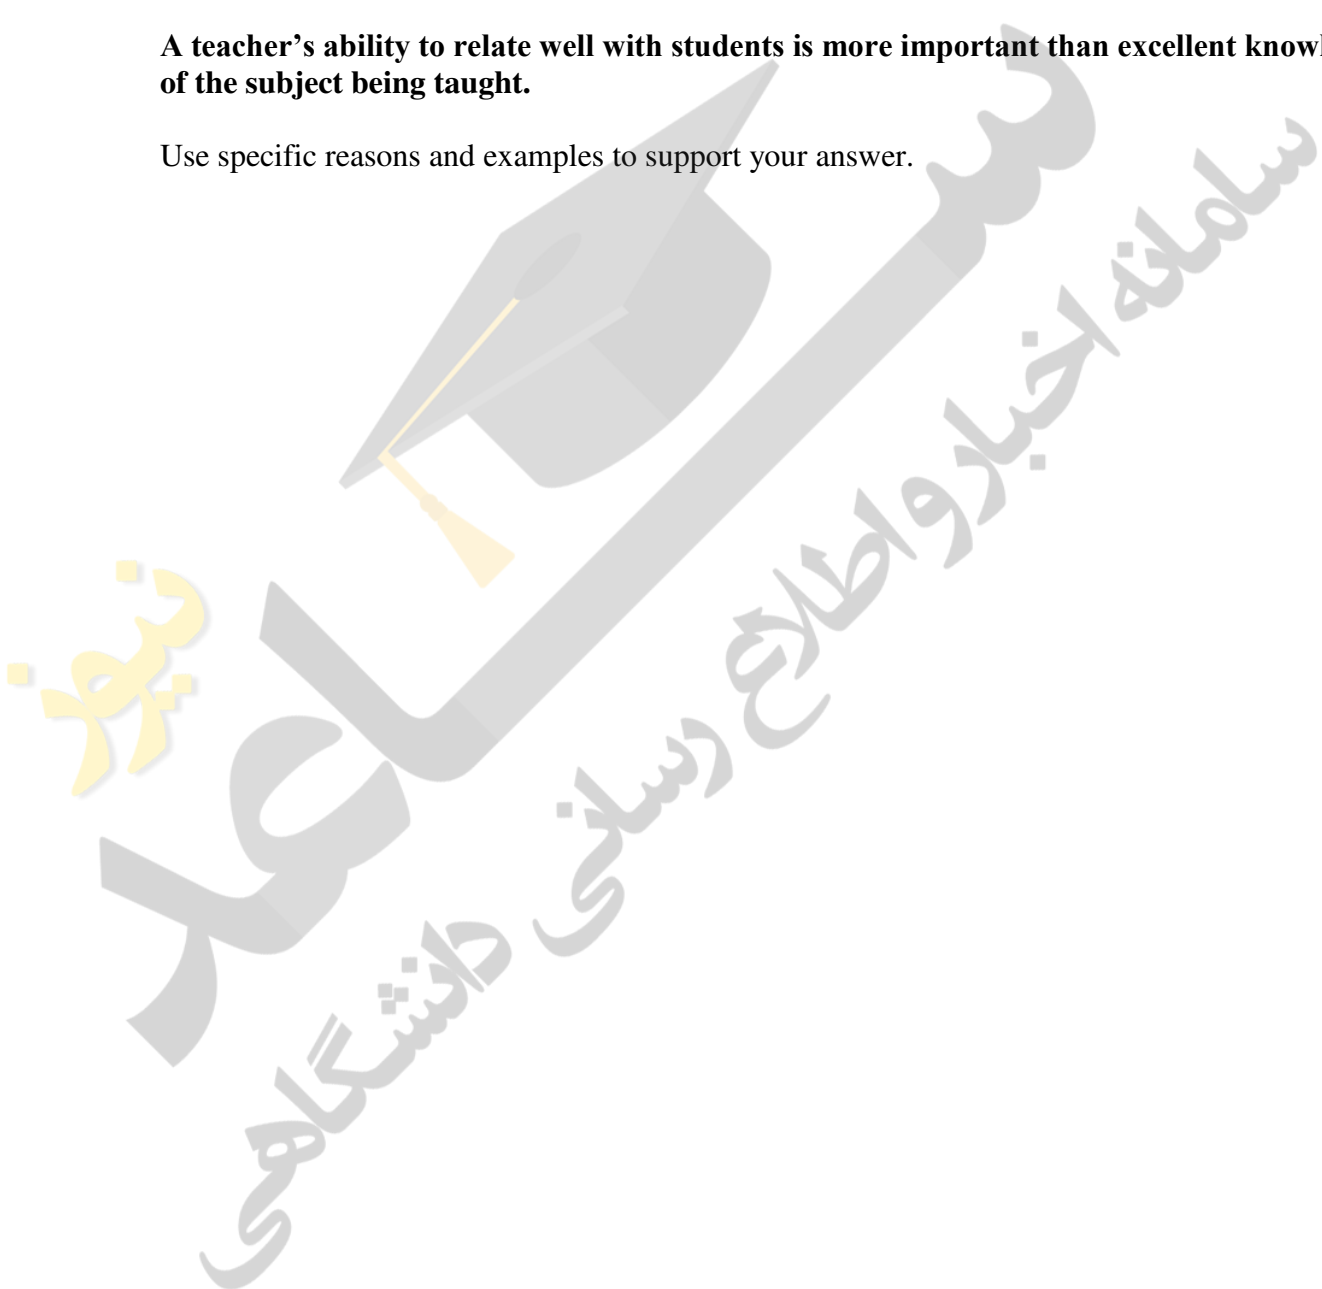 A teacher’s ability to relate well with students is more important than excellent knowl
of the subject being taught.
Use specific reasons and examples to support your answer.
نیوز
ساعد
سامانه اخبار و اطلاع رسانی دانشگاهی